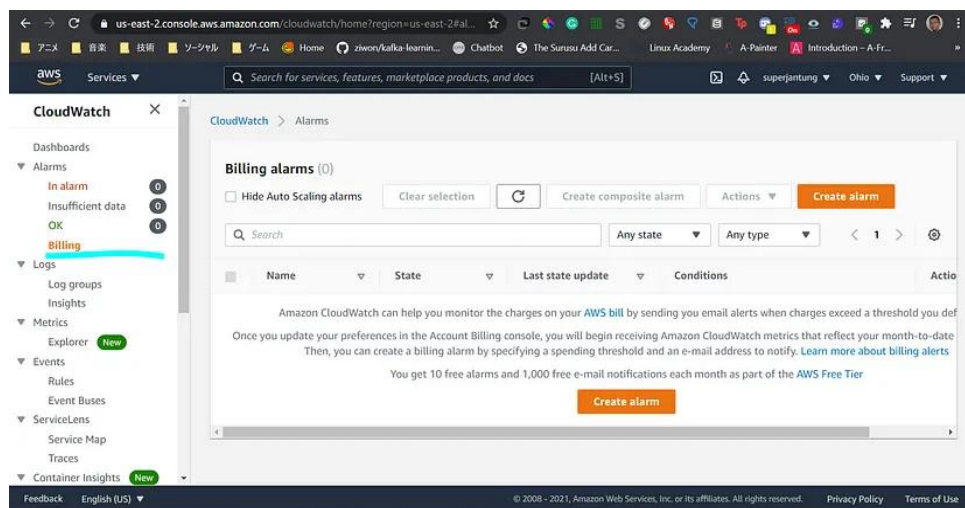 us-east-2.console.aws.amazon.com/cloudwatch/home?region=us-east-2#al...
アニメ 音楽 技術 ソーシャル ゲーム Home ziwon/kafka-learnin... Chatbot The Surusu Add Car... Linux Academy A-Painter Introduction – A-Fr... »
aws Services ▼ Search for services, features, marketplace products, and docs [Alt+S] superjantung ▼ Ohio ▼ Support ▼
CloudWatch ×
Dashboards
Alarms
In alarm 0
Insufficient data 0
OK 0
Billing
Logs
Log groups
Insights
Metrics
Explorer New
Events
Rules
Event Buses
ServiceLens
Service Map
Traces
Container Insights New
CloudWatch > Alarms
Billing alarms (0)
Hide Auto Scaling alarms Clear selection Create composite alarm Actions ▼ Create alarm
Search Any state ▼ Any type ▼ < 1 >
Name State Last state update Conditions Actio
Amazon CloudWatch can help you monitor the charges on your AWS bill by sending you email alerts when charges exceed a threshold you def
Once you update your preferences in the Account Billing console, you will begin receiving Amazon CloudWatch metrics that reflect your month-to-date
Then, you can create a billing alarm by specifying a spending threshold and an e-mail address to notify. Learn more about billing alerts
You get 10 free alarms and 1,000 free e-mail notifications each month as part of the AWS Free Tier
Create alarm
Feedback English (US) ▼ © 2008 - 2021, Amazon Web Services, Inc. or its affiliates. All rights reserved. Privacy Policy Terms of Use